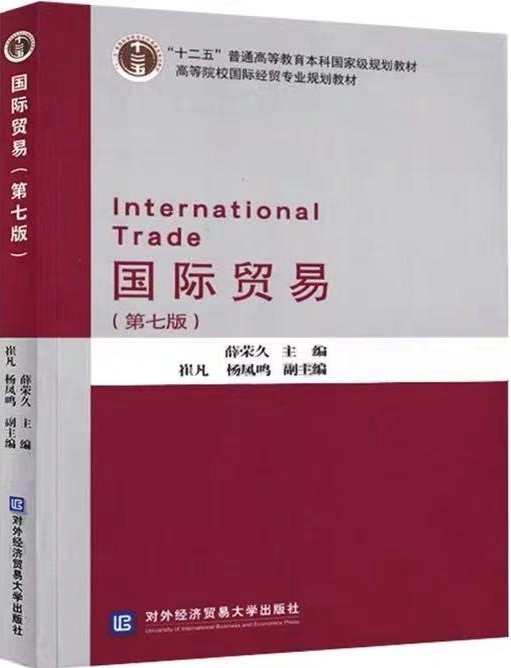 国际贸易(第七版)
薛荣久 主编
崔凡 杨凤鸣 副主编
对外经济贸易大学出版社
十二五
“十二五”普通高等教育本科国家级规划教材
高等院校国际经贸专业规划教材
International
Trade
国际贸易
(第七版)
薛荣久 主编
崔凡 杨凤鸣 副主编
对外经济贸易大学出版社
University of International Business and Economics Press